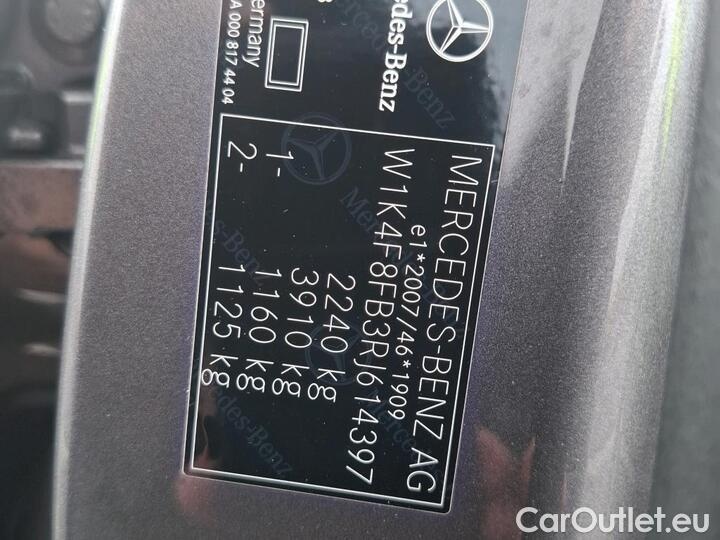 Mercedes-Benz
Germany
A 000 817 44 04
MERCEDES-BENZ AG
e1*2007/46*1909
W1K4F8FB3RJ614397
2240 kg
3910 kg
1- 1160 kg
2- 1125 kg
CarOutlet.eu